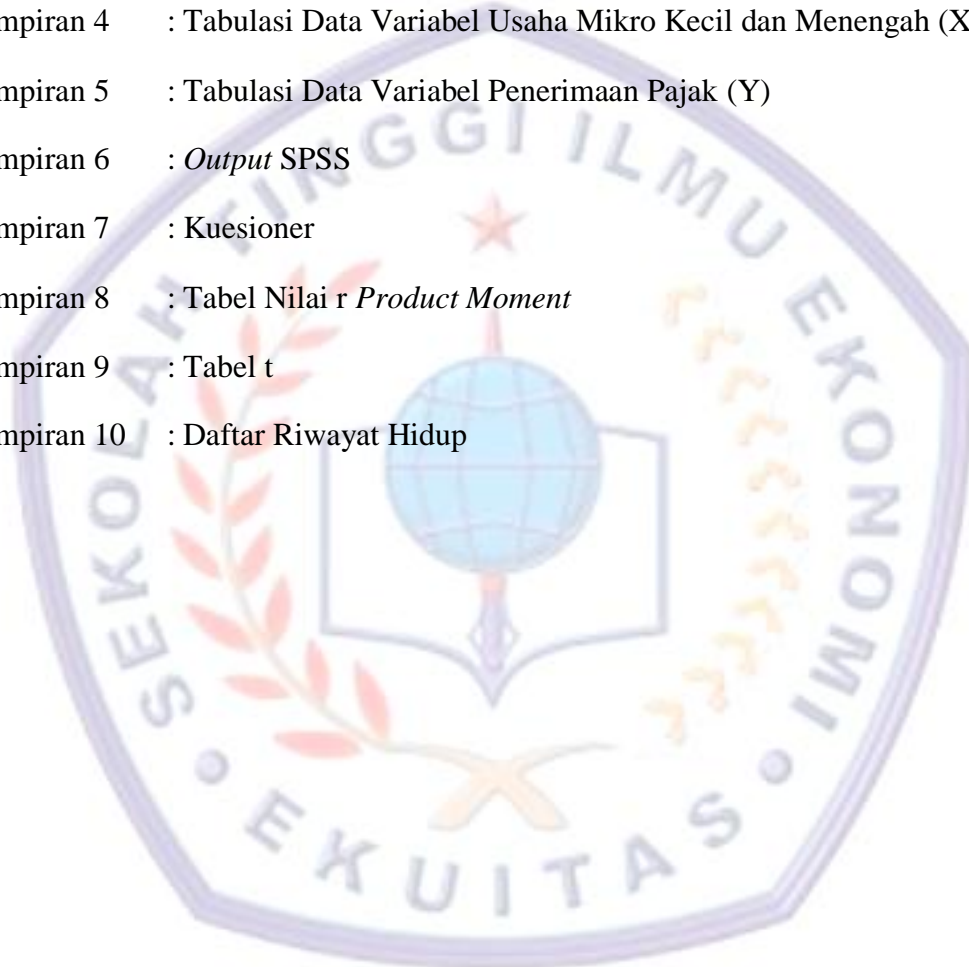 mpiran 4 : Tabulasi Data Variabel Usaha Mikro Kecil dan Menengah (X
mpiran 5 : Tabulasi Data Variabel Penerimaan Pajak (Y)
mpiran 6 : Output SPSS
mpiran 7 : Kuesioner
mpiran 8 : Tabel Nilai r Product Moment
mpiran 9 : Tabel t
mpiran 10 : Daftar Riwayat Hidup
SEKOLAH TINGGI ILMU EKONOMI
EKUITAS